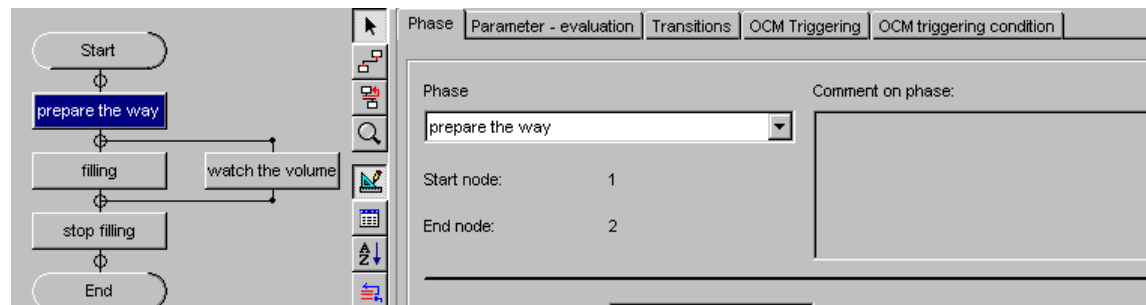 Start
prepare the way
filling
watch the volume
stop filling
End
Phase
Parameter - evaluation
Transitions
OCM Triggering
OCM triggering condition
Phase
Comment on phase:
prepare the way
Start node:
1
End node:
2
A
Z